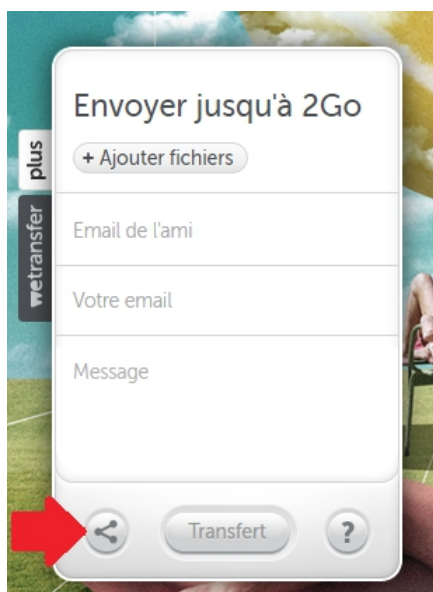 Envoyer jusqu'à 2Go
+ Ajouter fichiers
plus
wetransfer
Email de l'ami
Votre email
Message
Transfert
?